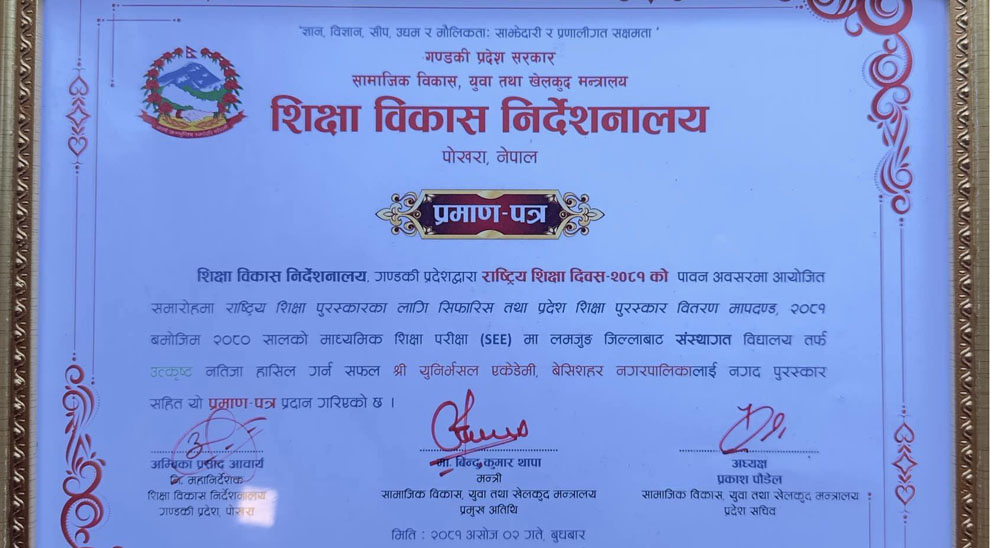 "ज्ञान, विज्ञान, सीप, उद्यम र मौलिकता: साझेदारी र प्रणालीगत सक्षमता"
गण्डकी प्रदेश सरकार
सामाजिक विकास, युवा तथा खेलकुद मन्त्रालय
शिक्षा विकास निर्देशनालय
पोखरा, नेपाल
प्रमाण-पत्र
शिक्षा विकास निर्देशनालय, गण्डकी प्रदेशद्वारा राष्ट्रिय शिक्षा दिवस-२०८१ को पावन अवसरमा आयोजित
समारोहमा राष्ट्रिय शिक्षा पुरस्कारका लागि सिफारिस तथा प्रदेश शिक्षा पुरस्कार वितरण मापदण्ड, २०८१
बमोजिम २०८० सालको माध्यमिक शिक्षा परीक्षा (SEE) मा लमजुङ जिल्लाबाट संस्थागत विद्यालय तर्फ
उत्कृष्ट नतिजा हासिल गर्न सफल श्री युनिर्भसल एकेडेमी, बेसिशहर नगरपालिकालाई नगद पुरस्कार
सहित यो प्रमाण-पत्र प्रदान गरिएको छ ।
अम्बिका प्रसाद आचार्य
नि. महानिर्देशक
शिक्षा विकास निर्देशनालय
गण्डकी प्रदेश, पोखरा
मा. बिन्दु कुमार थापा
मन्त्री
सामाजिक विकास, युवा तथा खेलकुद मन्त्रालय
प्रमुख अतिथि
अध्यक्ष
प्रकाश पौडेल
सामाजिक विकास, युवा तथा खेलकुद मन्त्रालय
प्रदेश सचिव
मिति : २०८१ असोज ०२ गते, बुधबार